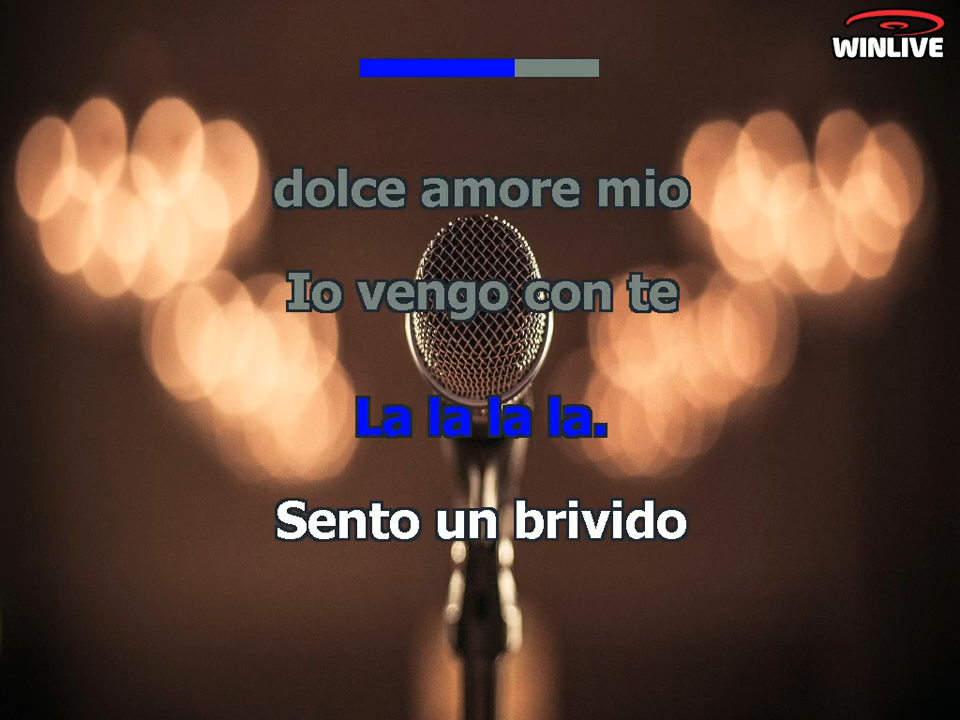 WINLIVE
dolce amore mio
Io vengo con te
La la la la.
Sento un brivido